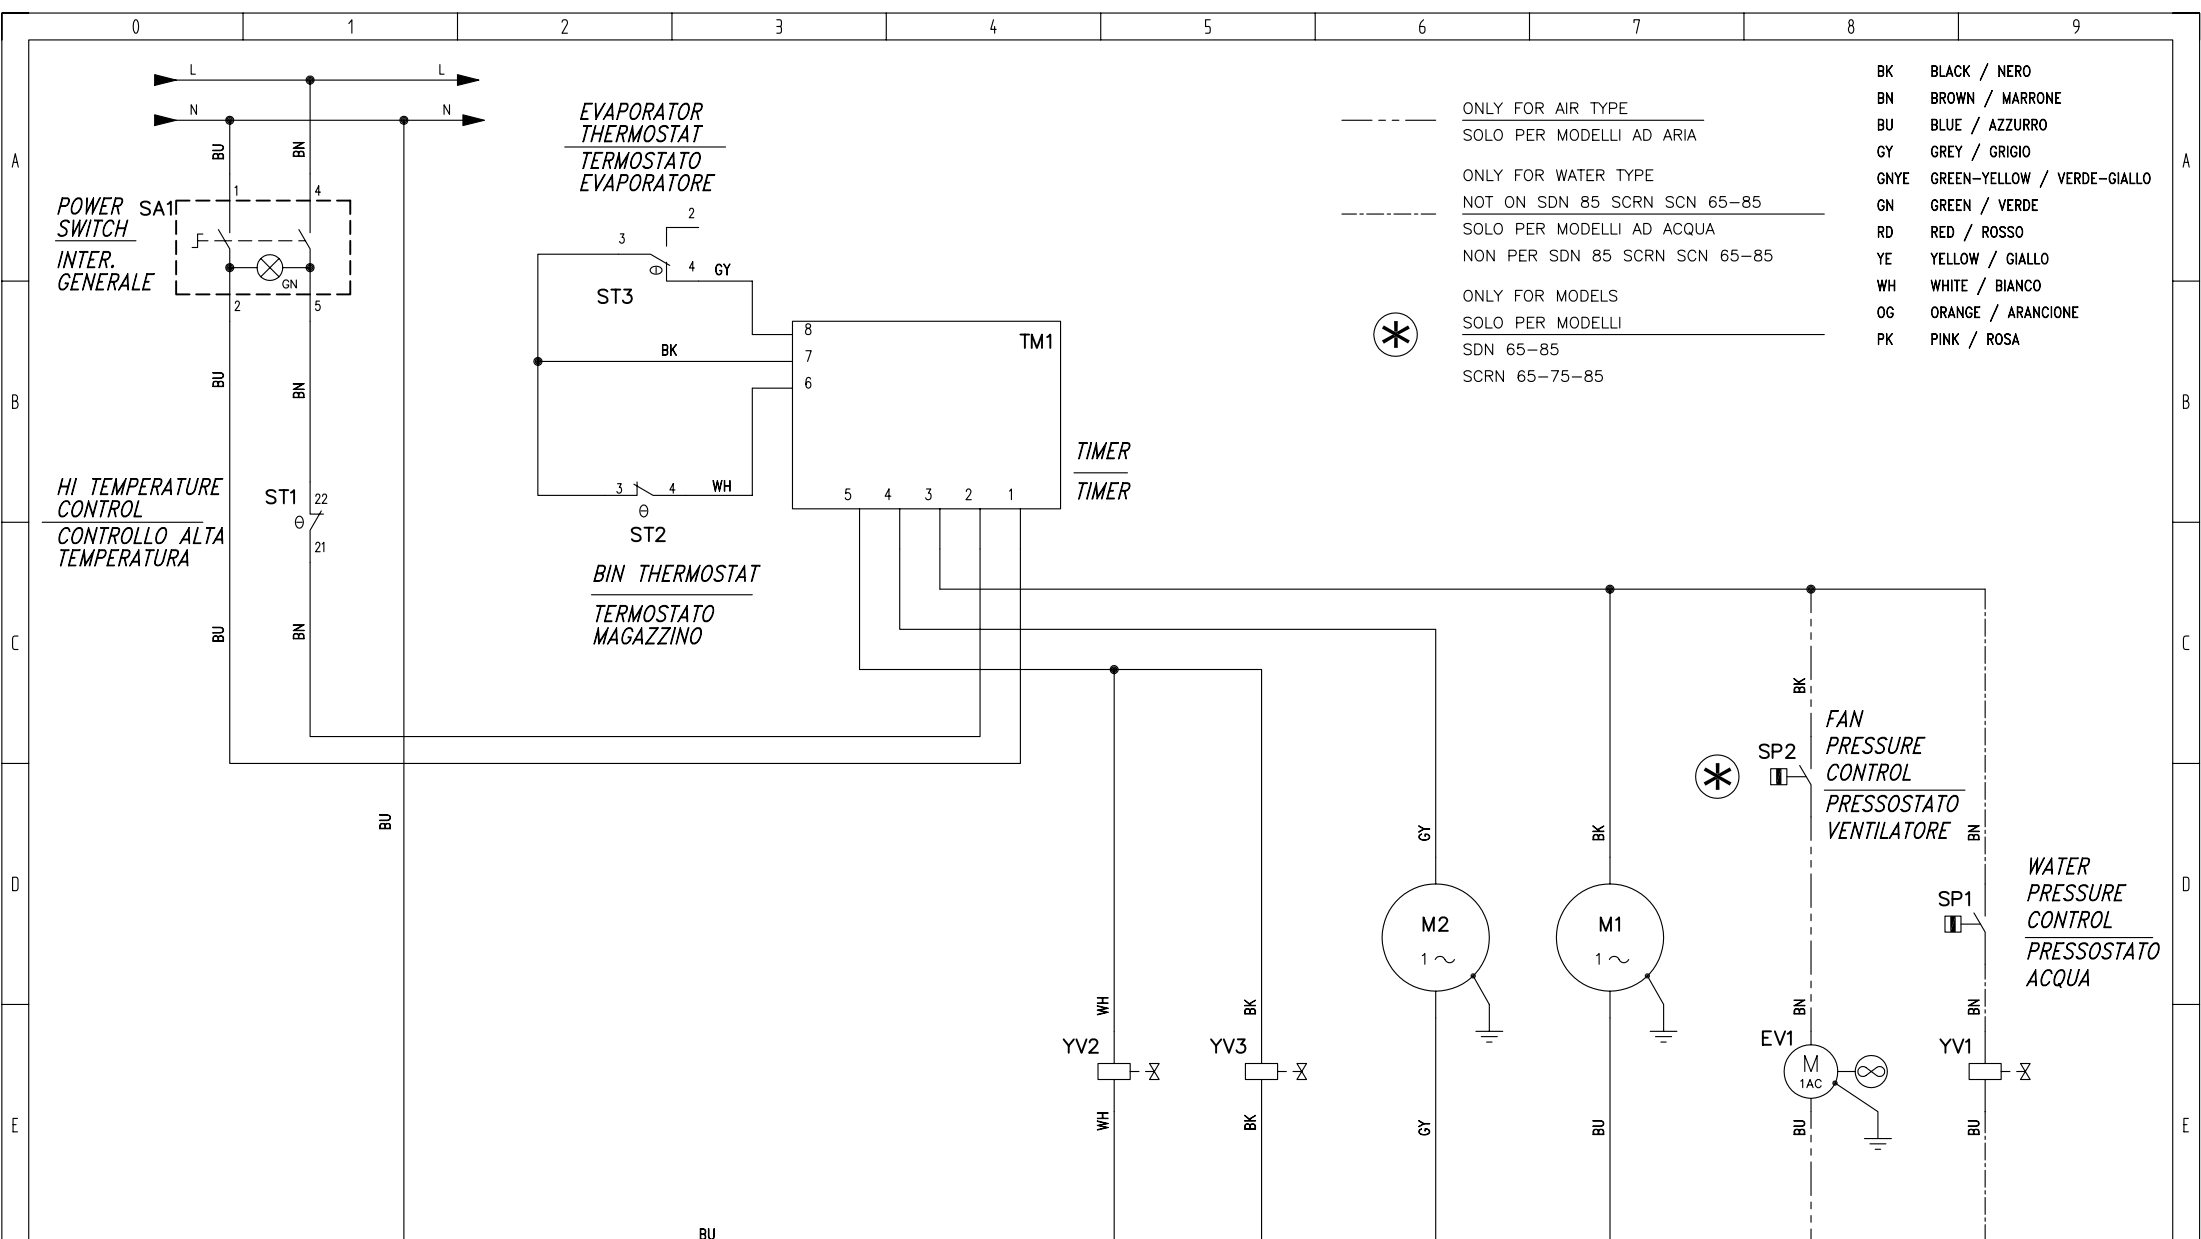 0 1 2 3 4 5 6 7 8 9
L L
N N
BU BN
1 4
POWER
SWITCH
INTER.
GENERALE
SA1
GN
2 5
BU BN
HI TEMPERATURE
CONTROL
CONTROLLO ALTA
TEMPERATURA
ST1
22
θ
21
BU BN
BU
EVAPORATOR
THERMOSTAT
TERMOSTATO
EVAPORATORE
2
3
θ 4 GY
ST3
BK
3 4 WH
θ
ST2
BIN THERMOSTAT
TERMOSTATO
MAGAZZINO
8
7
6
TM1
5 4 3 2 1
TIMER
TIMER
ONLY FOR AIR TYPE
SOLO PER MODELLI AD ARIA
ONLY FOR WATER TYPE
NOT ON SDN 85 SCRN SCN 65-85
SOLO PER MODELLI AD ACQUA
NON PER SDN 85 SCRN SCN 65-85
ONLY FOR MODELS
SOLO PER MODELLI
SDN 65-85
SCRN 65-75-85
*
BK BLACK / NERO
BN BROWN / MARRONE
BU BLUE / AZZURRO
GY GREY / GRIGIO
GNYE GREEN-YELLOW / VERDE-GIALLO
GN GREEN / VERDE
RD RED / ROSSO
YE YELLOW / GIALLO
WH WHITE / BIANCO
OG ORANGE / ARANCIONE
PK PINK / ROSA
A A
B B
C C
D D
E E
BK
FAN
PRESSURE
CONTROL
PRESSOSTATO
VENTILATORE
SP2
*
GY BK BN
WATER
PRESSURE
CONTROL
PRESSOSTATO
ACQUA
SP1
M2
1~
M1
1~
WH BK BN BN
YV2 YV3 EV1 YV1
M
1AC
WH BK GY BU BU BU
BU